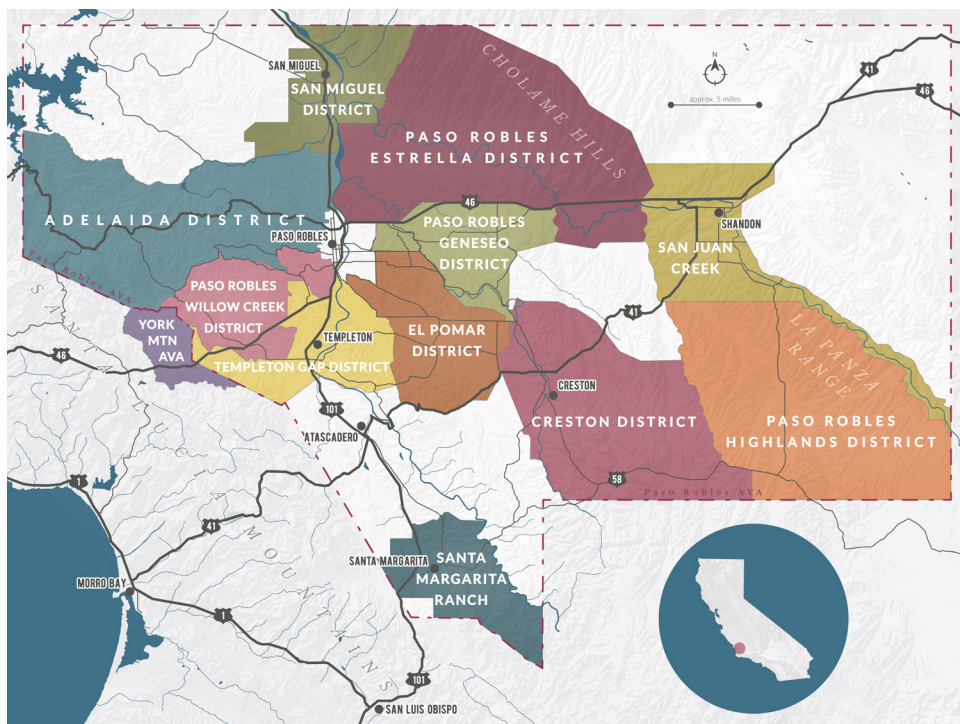 SAN MIGUEL
SAN MIGUEL
DISTRICT
CHOLAME HILLS
N
approx. 5 miles
41
46
PASO ROBLES
ESTRELLA DISTRICT
ADELAIDA DISTRICT
PASO ROBLES
46
PASO ROBLES
GENESEO
DISTRICT
SHANDON
SAN JUAN
CREEK
Paso Robles AVA
PASO ROBLES
WILLOW CREEK
DISTRICT
YORK
MTN
AVA
TEMPLETON
TEMPLETON GAP DISTRICT
EL POMAR
DISTRICT
41
LA PANZA
RANGE
46
CRESTON
CRESTON DISTRICT
PASO ROBLES
HIGHLANDS DISTRICT
101
ATASCADERO
SANTA LUCIA MOUNTAINS
58
Paso Robles AVA
1
41
SANTA MARGARITA
SANTA
MARGARITA
RANCH
MORRO BAY
1
101
SAN LUIS OBISPO